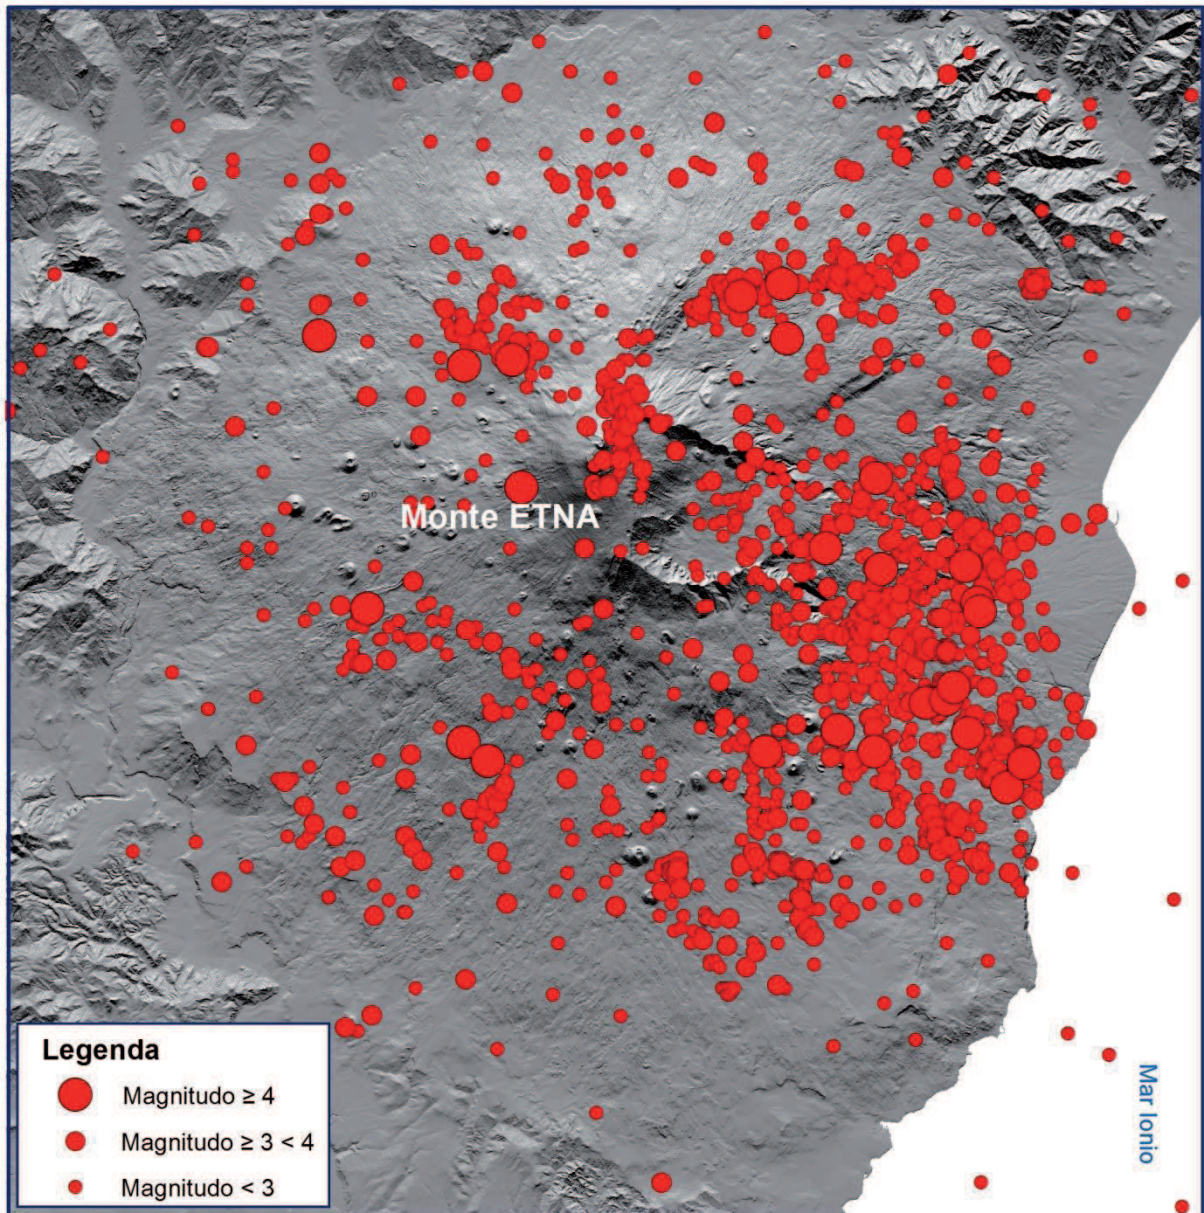 Monte ETNA
Legenda
Magnitudo ≥ 4
Magnitudo ≥ 3 < 4
Magnitudo < 3
Mar Ionio